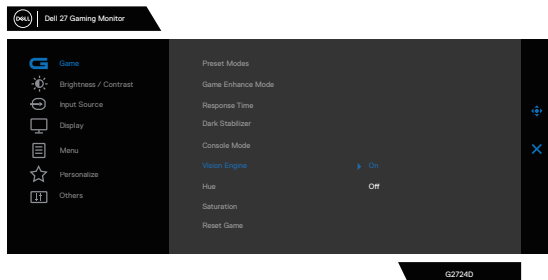 DELL Dell 27 Gaming Monitor
Game
Brightness / Contrast
Input Source
Display
Menu
Personalize
Others
Preset Modes
Game Enhance Mode
Response Time
Dark Stabilizer
Console Mode
Vision Engine On
Hue Off
Saturation
Reset Game
G2724D